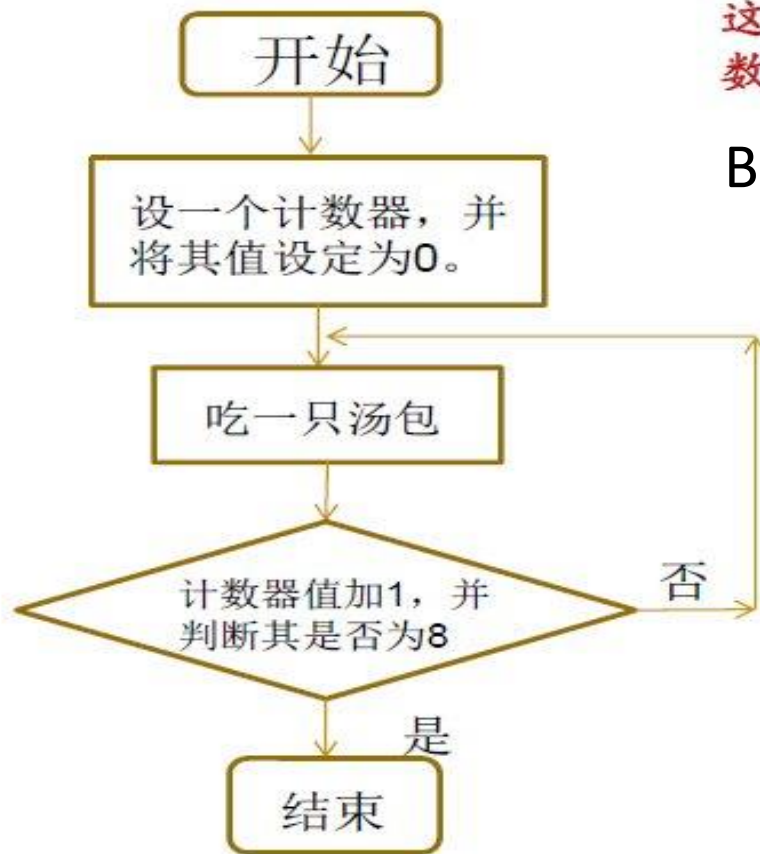 开始
这
数
B
设一个计数器，并
将其值设定为0。
吃一只汤包
计数器值加1，并
判断其是否为8
否
是
结束